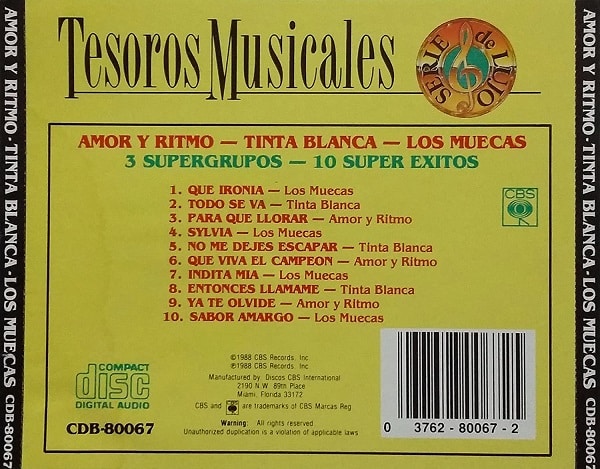 AMOR Y RITMO · TINTA BLANCA · LOS MUECAS CDB-80067
Tesoros Musicales
SERIE de LUJO
AMOR Y RITMO — TINTA BLANCA — LOS MUECAS
3 SUPERGRUPOS — 10 SUPER EXITOS
1. QUE IRONIA — Los Muecas
2. TODO SE VA — Tinta Blanca
3. PARA QUE LLORAR — Amor y Ritmo
4. SYLVIA — Los Muecas
5. NO ME DEJES ESCAPAR — Tinta Blanca
6. QUE VIVA EL CAMPEON — Amor y Ritmo
7. INDITA MIA — Los Muecas
8. ENTONCES LLAMAME — Tinta Blanca
9. YA TE OLVIDE — Amor y Ritmo
10. SABOR AMARGO — Los Muecas
CBS
COMPACT
disc
DIGITAL AUDIO
CDB-80067
©1988 CBS Records, Inc.
℗1988 CBS Records, Inc.
Manufactured by: Discos CBS International
2190 N.W. 89th Place
Miami, Florida 33172
CBS and are trademarks of CBS Marcas Reg
Warning: All rights reserved
Unauthorized duplication is a violation of applicable laws
0 3762-80067-2
AMOR Y RITMO · TINTA BLANCA · LOS MUECAS CDB-80067